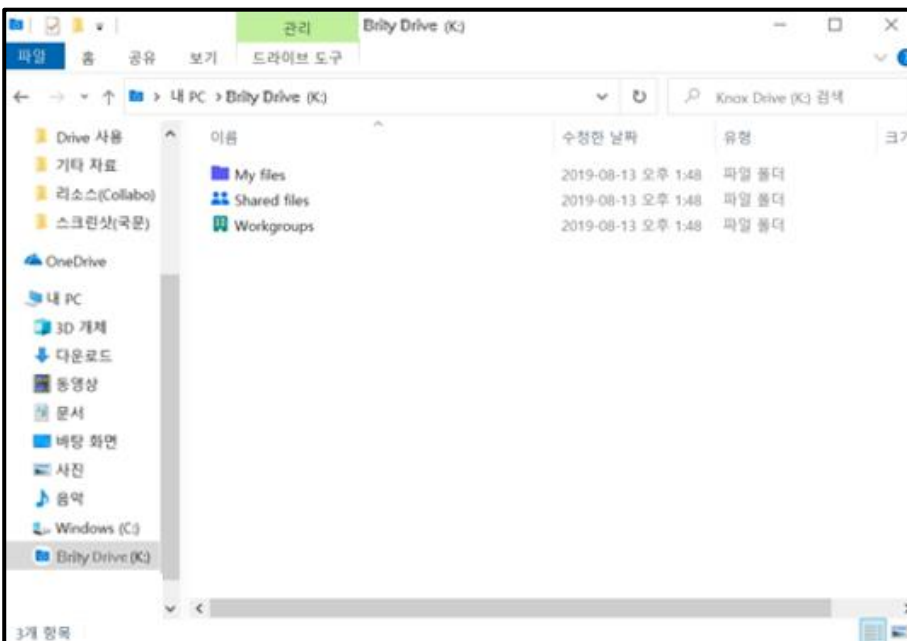 관리 Brity Drive (K:)
파일 홈 공유 보기 드라이브 도구
내 PC > Brity Drive (K:) Knox Drive (K:) 검색
이름 수정한 날짜 유형
Drive 사용
기타 자료
리소스(Collabo)
스크린샷(국문)
OneDrive
내 PC
3D 개체
다운로드
동영상
문서
바탕 화면
사진
음악
Windows (C:)
Brity Drive (K:)
My files 2019-08-13 오후 1:48 파일 폴더
Shared files 2019-08-13 오후 1:48 파일 폴더
Workgroups 2019-08-13 오후 1:48 파일 폴더
3개 항목